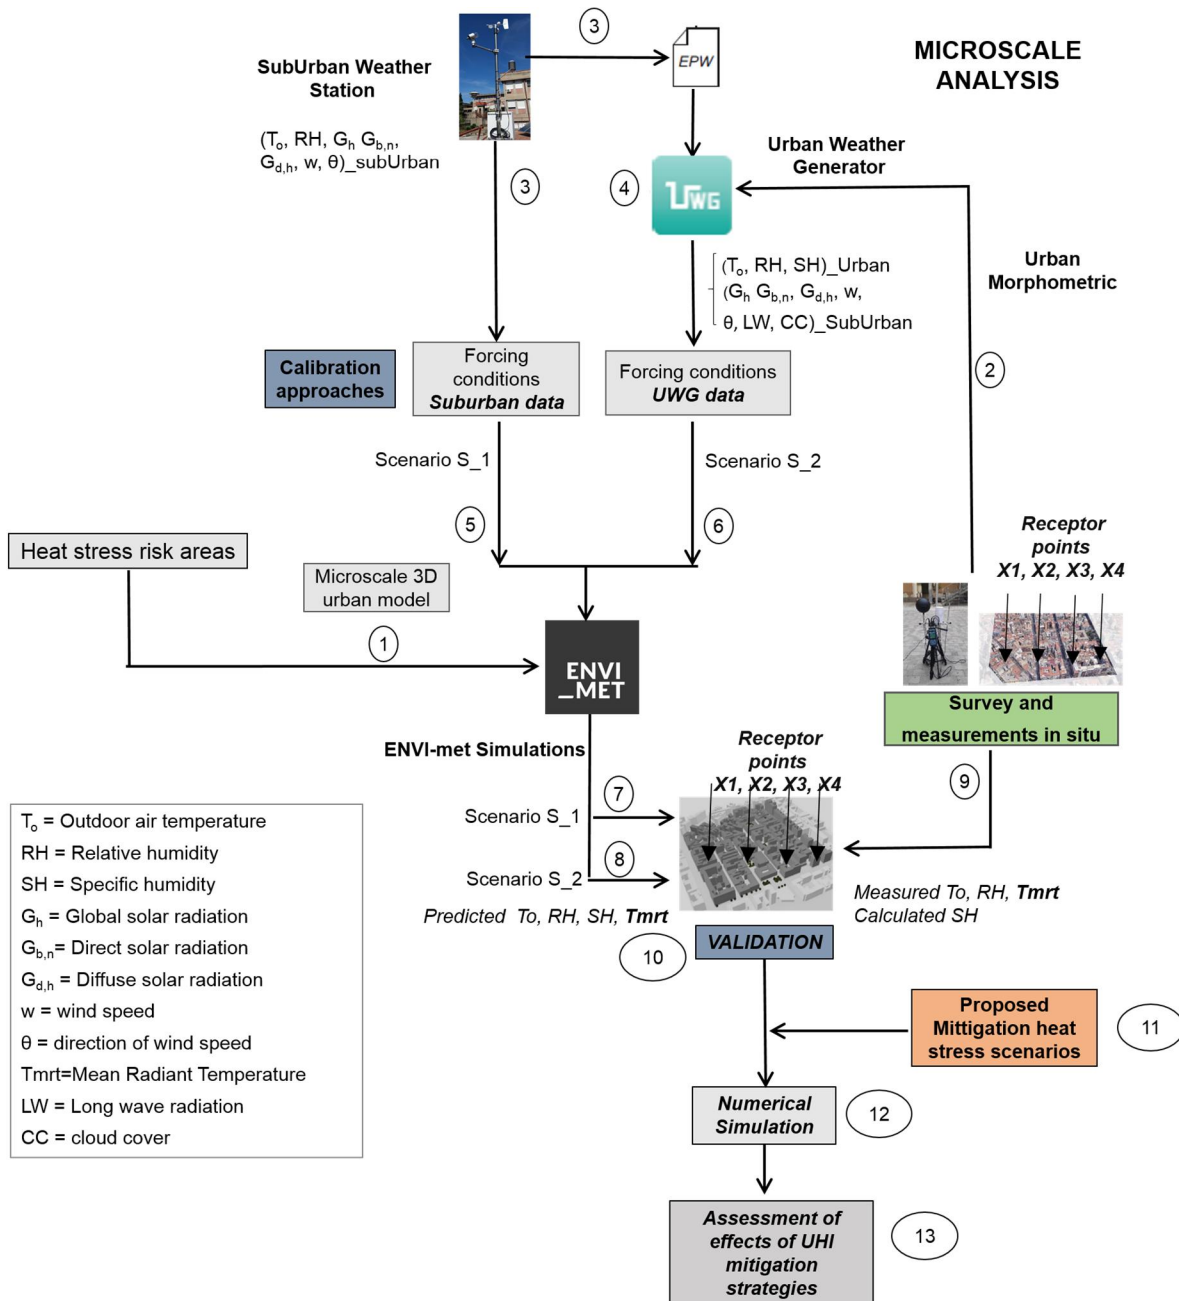 MICROSCALE
ANALYSIS
3
EPW
SubUrban Weather
Station
(To, RH, Gh Gb,n,
Gd,h, w, θ)_subUrban
3
4
Urban Weather
Generator
UWG
(To, RH, SH)_Urban
(Gh Gb,n, Gd,h, w,
θ, LW, CC)_SubUrban
Urban
Morphometric
2
Calibration
approaches
Forcing
conditions
Suburban data
Forcing conditions
UWG data
Scenario S_1
Scenario S_2
5
6
Heat stress risk areas
Microscale 3D
urban model
1
ENVI
_MET
Receptor
points
X1, X2, X3, X4
Survey and
measurements in situ
9
ENVI-met Simulations
Receptor
points
X1, X2, X3, X4
7
Scenario S_1
8
Scenario S_2
Predicted To, RH, SH, Tmrt
Measured To, RH, Tmrt
Calculated SH
10
VALIDATION
Proposed
Mittigation heat
stress scenarios
11
Numerical
Simulation
12
Assessment of
effects of UHI
mitigation
strategies
13
To = Outdoor air temperature
RH = Relative humidity
SH = Specific humidity
Gh = Global solar radiation
Gb,n= Direct solar radiation
Gd,h = Diffuse solar radiation
w = wind speed
θ = direction of wind speed
Tmrt=Mean Radiant Temperature
LW = Long wave radiation
CC = cloud cover